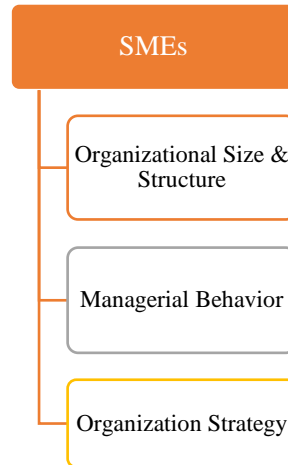 SMEs
Organizational Size &
Structure
Managerial Behavior
Organization Strategy